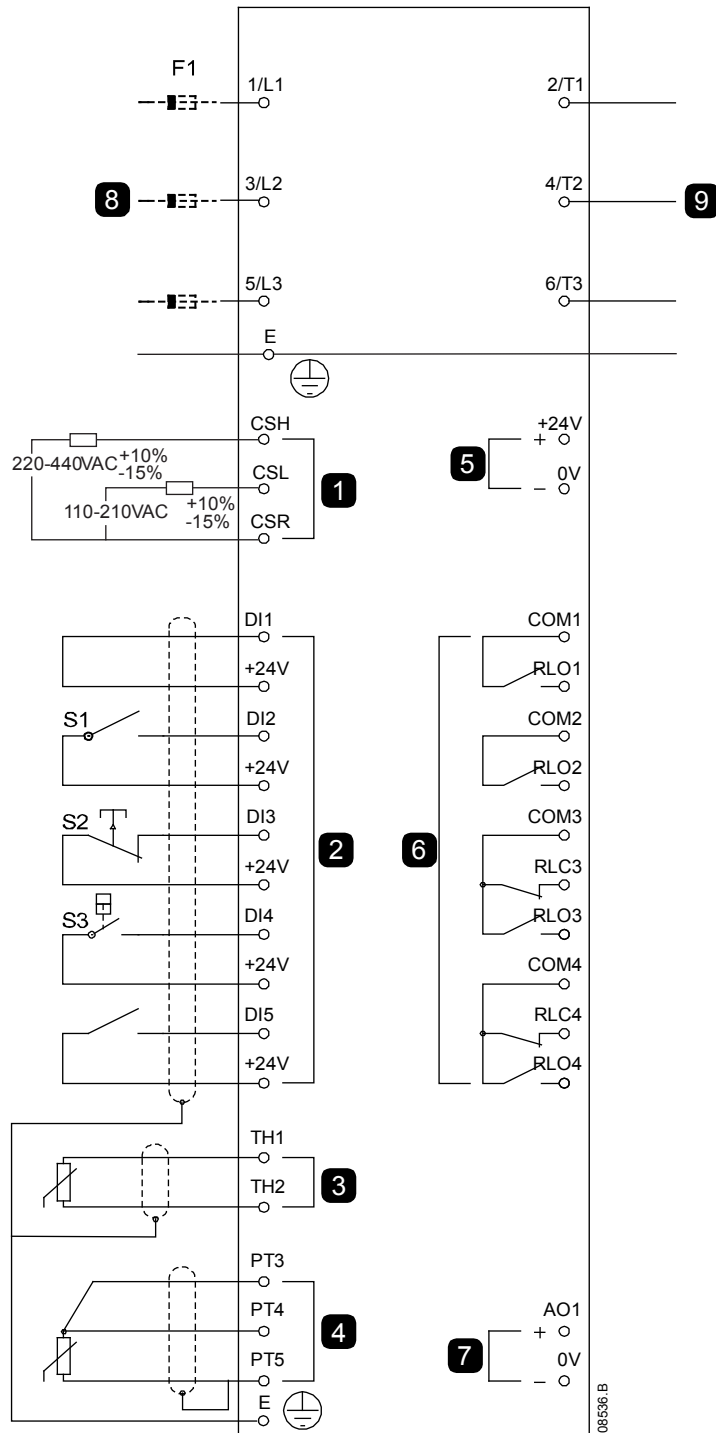 F1
1/L1
2/T1
8
3/L2
4/T2
9
5/L3
6/T3
E
CSH
+24V
220-440VAC +10% -15%
+
5
CSL
0V
1
110-210VAC +10% -15%
–
CSR
DI1
COM1
+24V
RLO1
S1
DI2
COM2
+24V
RLO2
S2
DI3
COM3
2
6
+24V
RLC3
S3
DI4
RLO3
+24V
COM4
DI5
RLC4
+24V
RLO4
TH1
3
TH2
PT3
PT4
AO1
4
+
7
PT5
0V
–
E
08536.B